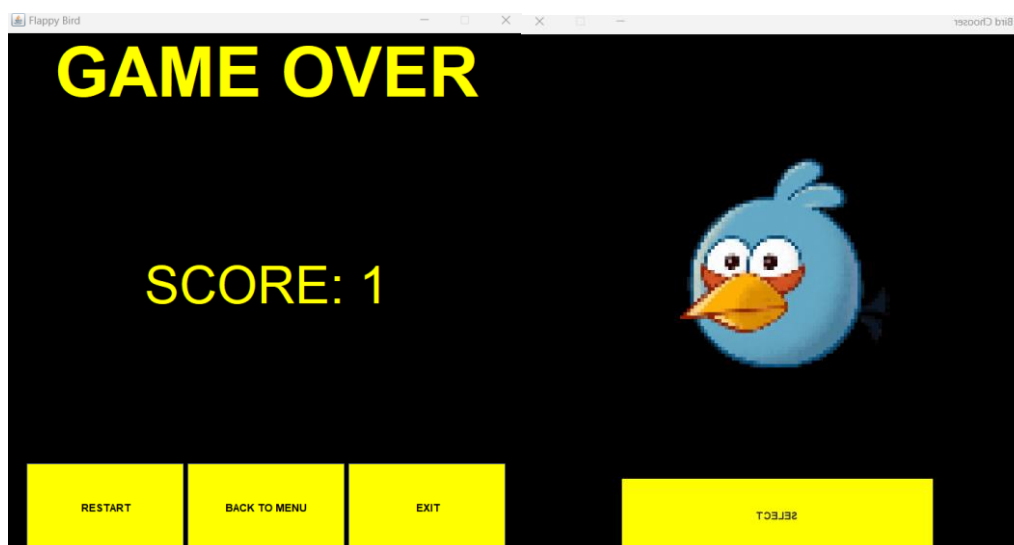 Flappy Bird
Bird Chooser
GAME OVER
SCORE: 1
RESTART
BACK TO MENU
EXIT
SELECT